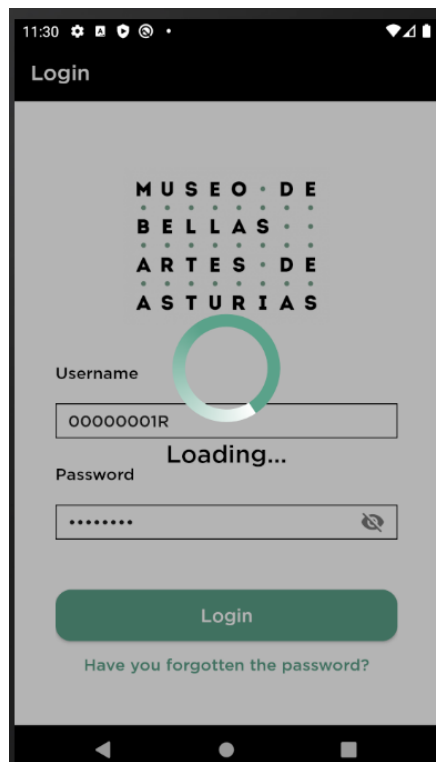 11:30
Login
MUSEO · DE
BELLAS · ·
ARTES · DE
ASTURIAS
Username
00000001R
Loading...
Password
••••••••
Login
Have you forgotten the password?